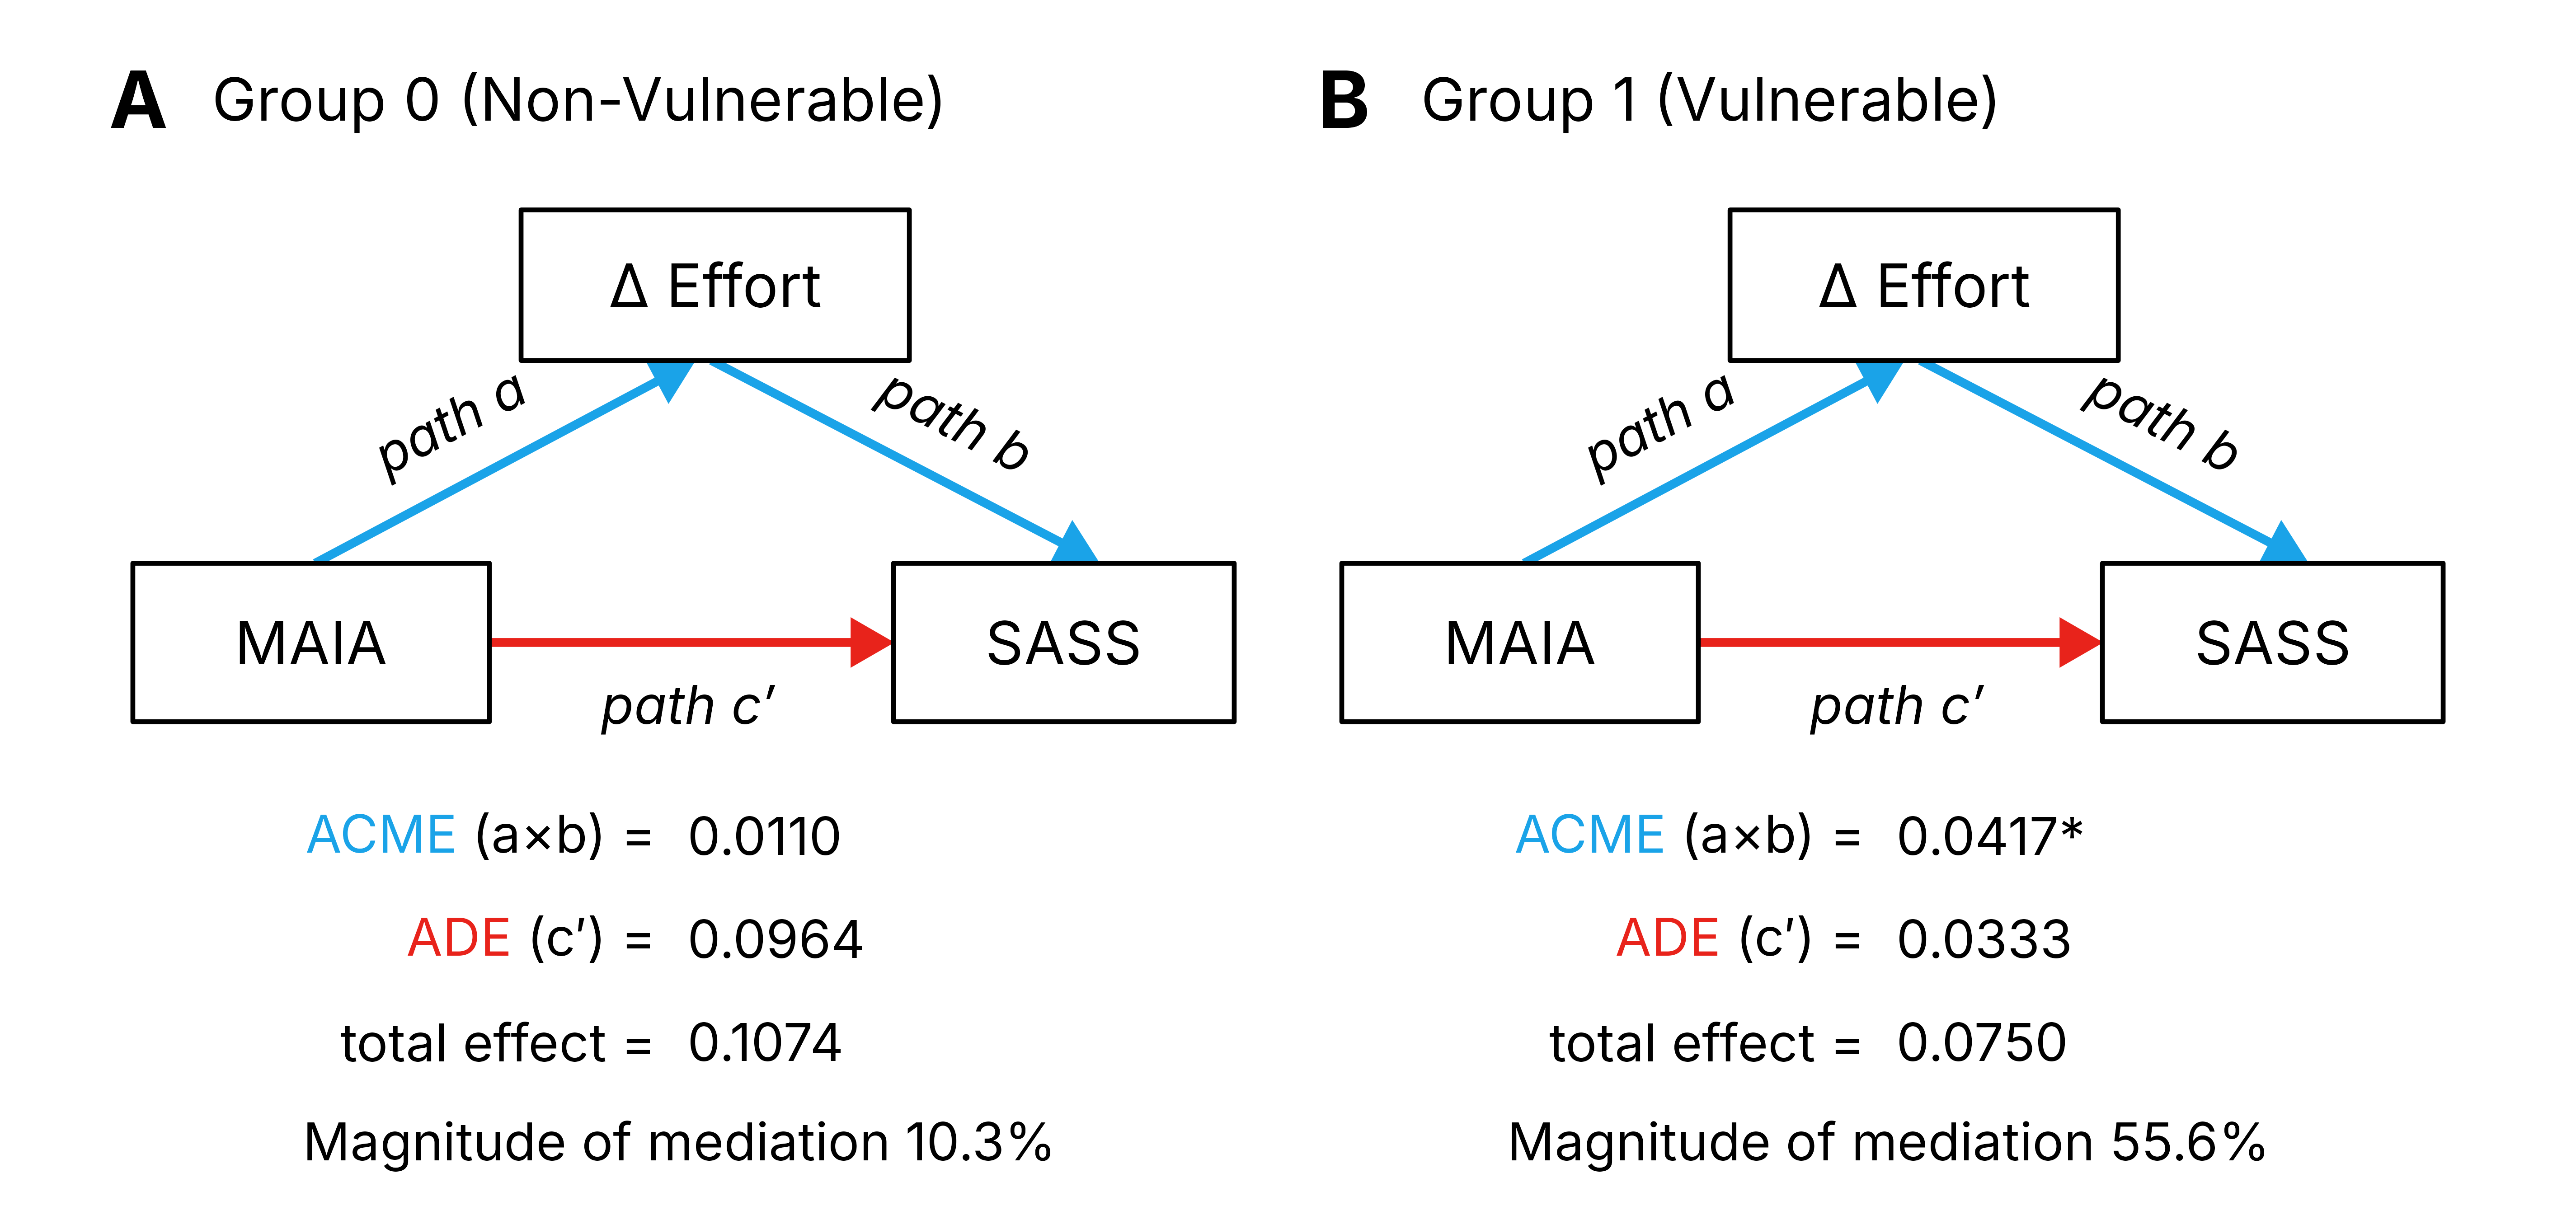 A Group 0 (Non-Vulnerable)
Δ Effort
path a
path b
MAIA
SASS
path c′
ACME (a×b) = 0.0110
ADE (c′) = 0.0964
total effect = 0.1074
Magnitude of mediation 10.3%
B Group 1 (Vulnerable)
Δ Effort
path a
path b
MAIA
SASS
path c′
ACME (a×b) = 0.0417*
ADE (c′) = 0.0333
total effect = 0.0750
Magnitude of mediation 55.6%